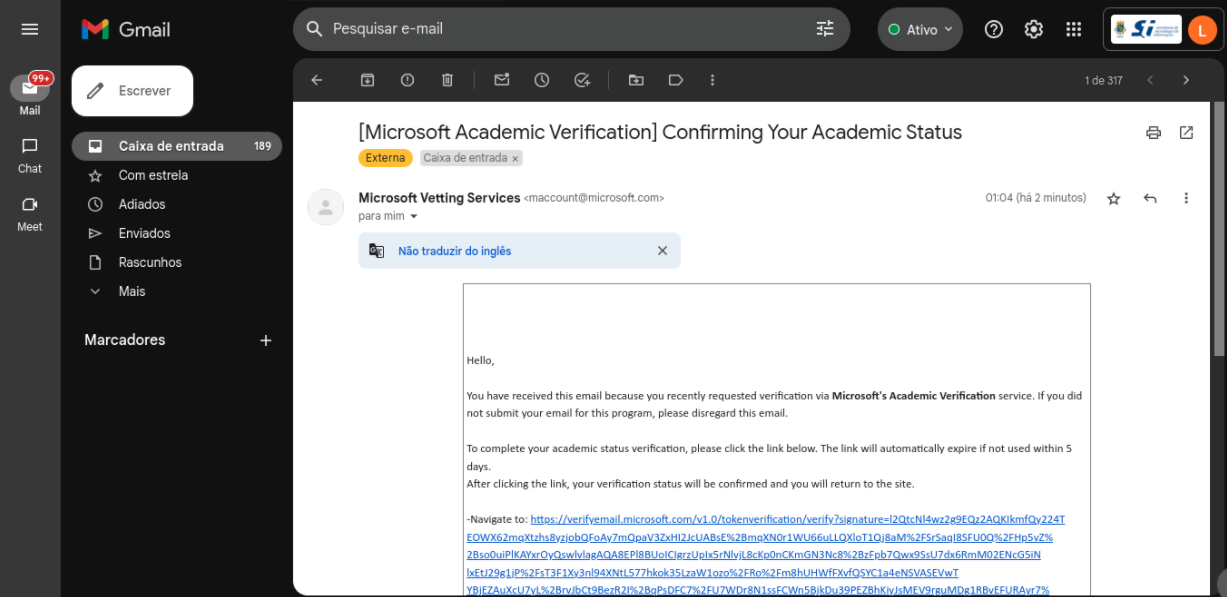 Gmail
Pesquisar e-mail
Ativo
Si
L
99+
Mail
Chat
Meet
Escrever
Caixa de entrada 189
Com estrela
Adiados
Enviados
Rascunhos
Mais
Marcadores
1 de 317
[Microsoft Academic Verification] Confirming Your Academic Status
Externa Caixa de entrada ×
Microsoft Vetting Services <maccount@microsoft.com>
01:04 (há 2 minutos)
para mim
Não traduzir do inglês
Hello,
You have received this email because you recently requested verification via Microsoft's Academic Verification service. If you did
not submit your email for this program, please disregard this email.
To complete your academic status verification, please click the link below. The link will automatically expire if not used within 5
days.
After clicking the link, your verification status will be confirmed and you will return to the site.
-Navigate to: https://verifyemail.microsoft.com/v1.0/tokenverification/verify?signature=l2QtcNl4wz2g9EQz2AQKIkmfQy224T
EOWX62mqXtzhs8yzjobQFoAy7mQpaV3ZxHI2JcUABsE%2BmqXN0r1WU66uLLQXloT1Qj8aM%2FSrSaqI8SFU0Q%2FHp5vZ%
2Bso0uiPlKAYxrOyQswlvlagAQA8EPl8BUoICIgrzUpIx5rNlvjL8cKp0nCKmGN3Nc8%2BzFpb7Qwx9SsU7dx6RmM02ENcG5iN
lxEtJ29g1jP%2FsT3F1Xy3nl94XNtL577hkok35LzaW1ozo%2FRo%2Fm8hUHWfFXvfQSYC1a4eNSVASEVwT
YBjEZAuXcU7yL%2BrvJbCt9BezR2I%2BqPsDFC7%2FU7WDr8N1ssFCWn5BjkDu39PEZBhKiyJsMEV9rguMDg1RBvEFURAyr7%